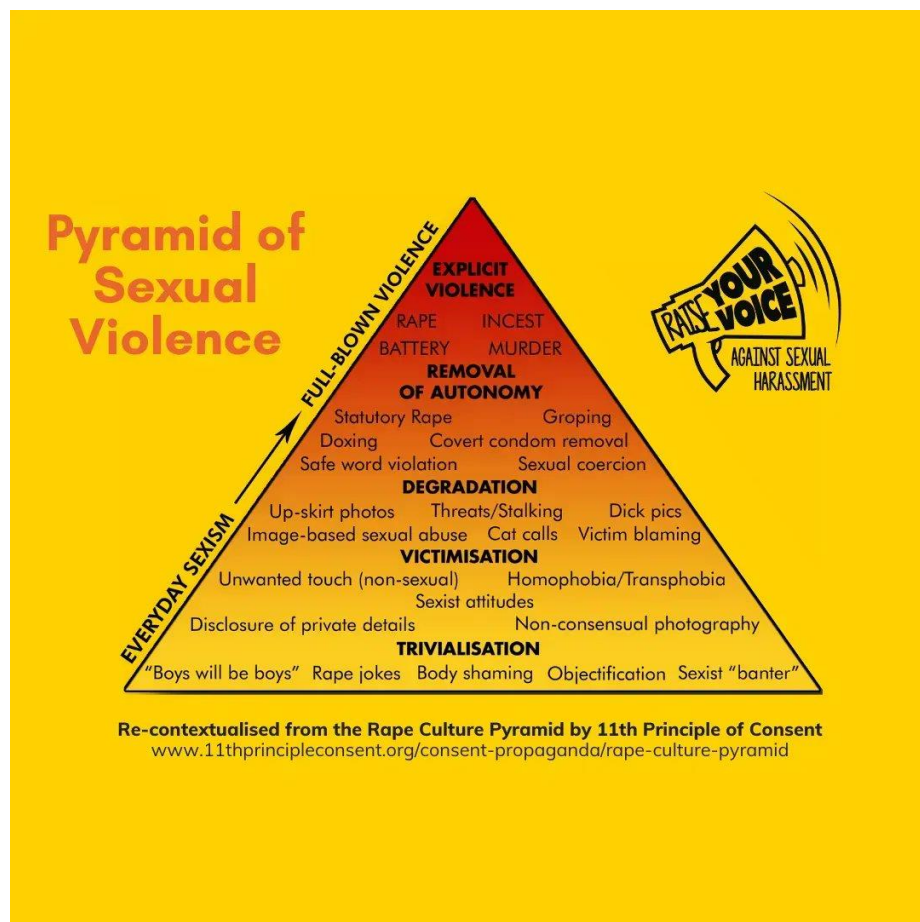 Pyramid of
Sexual
Violence
EVERYDAY SEXISM
FULL-BLOWN VIOLENCE
EXPLICIT
VIOLENCE
RAPE INCEST
BATTERY MURDER
REMOVAL
OF AUTONOMY
Statutory Rape Groping
Doxing Covert condom removal
Safe word violation Sexual coercion
DEGRADATION
Up-skirt photos Threats/Stalking Dick pics
Image-based sexual abuse Cat calls Victim blaming
VICTIMISATION
Unwanted touch (non-sexual) Homophobia/Transphobia
Sexist attitudes
Disclosure of private details Non-consensual photography
TRIVIALISATION
"Boys will be boys" Rape jokes Body shaming Objectification Sexist "banter"
RAISE YOUR
VOICE
AGAINST SEXUAL
HARASSMENT
Re-contextualised from the Rape Culture Pyramid by 11th Principle of Consent
www.11thprincipleconsent.org/consent-propaganda/rape-culture-pyramid